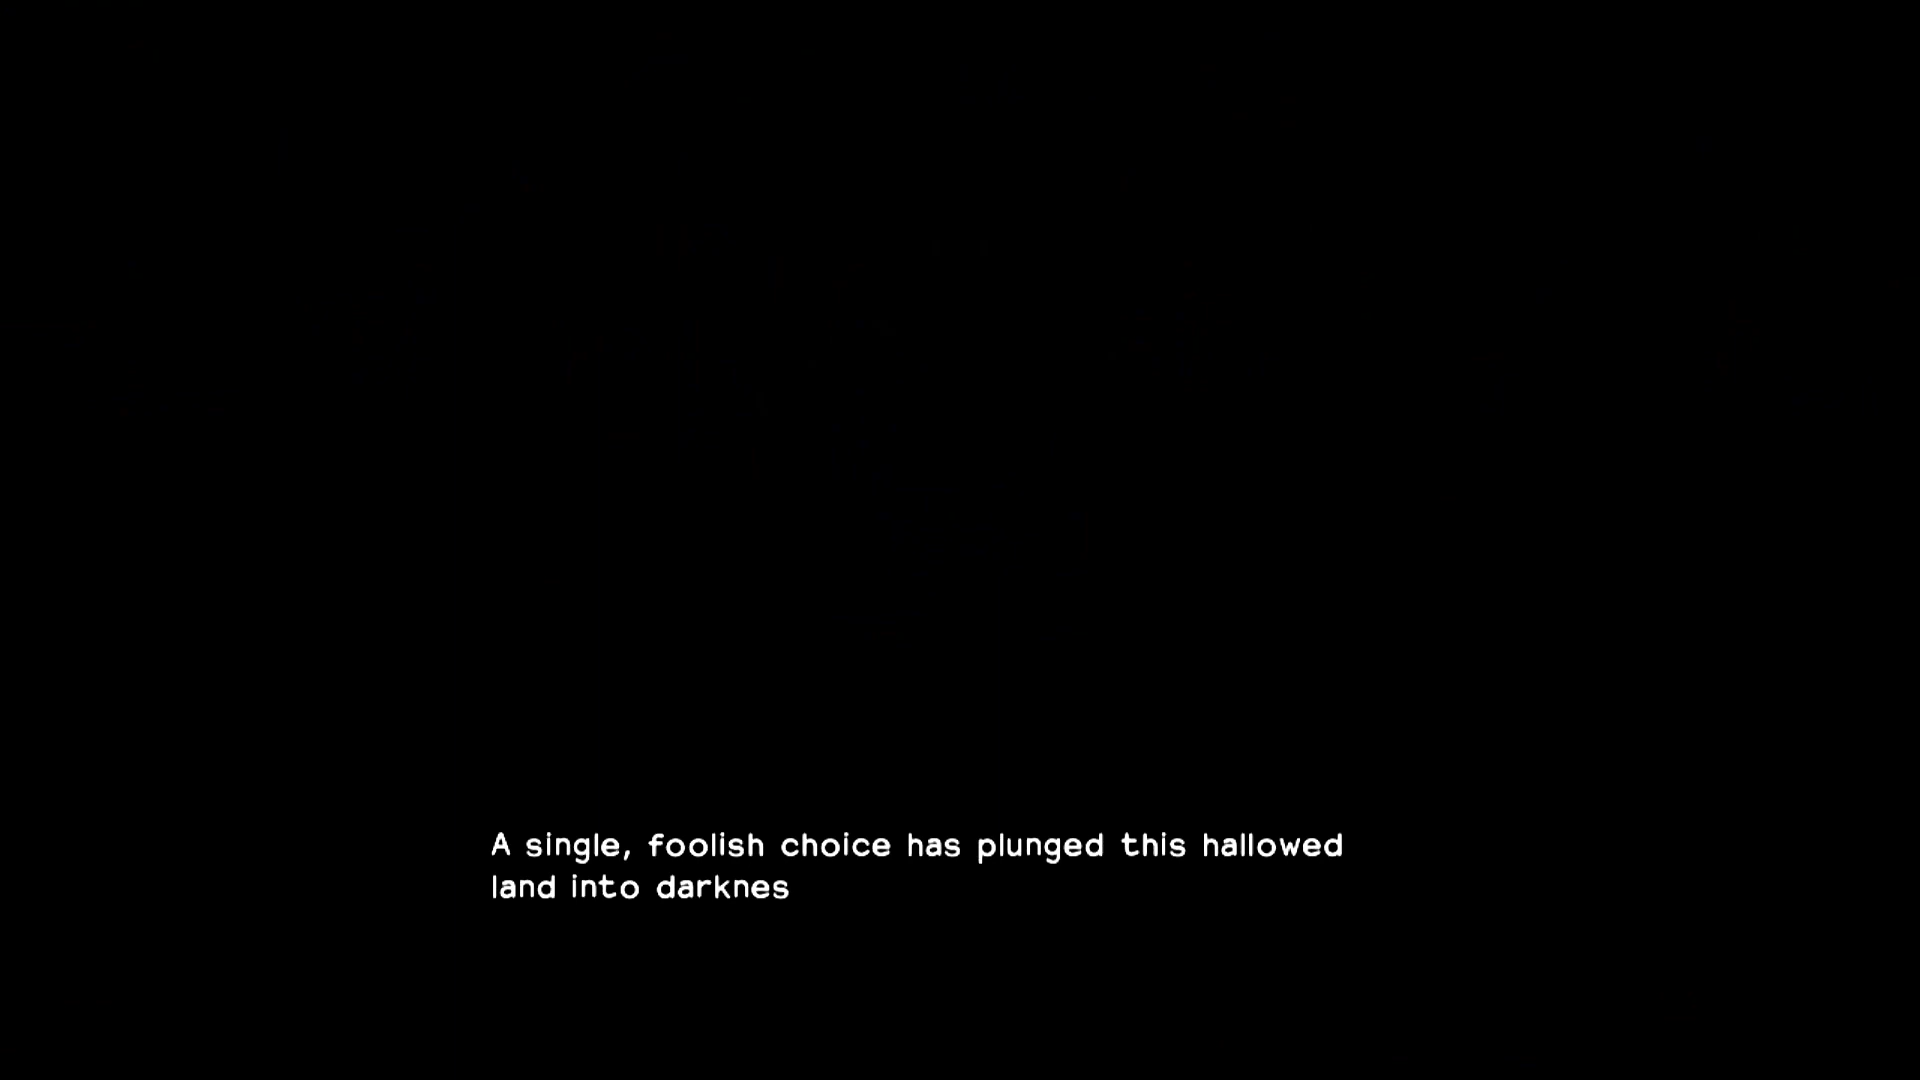 A single, foolish choice has plunged this hallowed
land into darknes